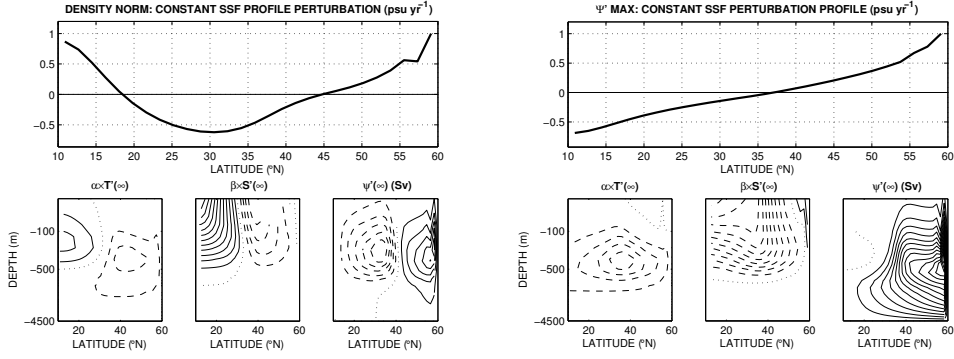 DENSITY NORM: CONSTANT SSF PROFILE PERTURBATION (psu yr⁻¹)
1
0.5
0
−0.5
10 15 20 25 30 35 40 45 50 55 60
LATITUDE (°N)
α×T'(∞) β×S'(∞) ψ'(∞) (Sv)
DEPTH (m)
−100
−500
−4500
20 40 60 20 40 60 20 40 60
LATITUDE (°N) LATITUDE (°N) LATITUDE (°N)
Ψ' MAX: CONSTANT SSF PERTURBATION PROFILE (psu yr⁻¹)
1
0.5
0
−0.5
10 15 20 25 30 35 40 45 50 55 60
LATITUDE (°N)
α×T'(∞) β×S'(∞) ψ'(∞) (Sv)
DEPTH (m)
−100
−500
−4500
20 40 60 20 40 60 20 40 60
LATITUDE (°N) LATITUDE (°N) LATITUDE (°N)